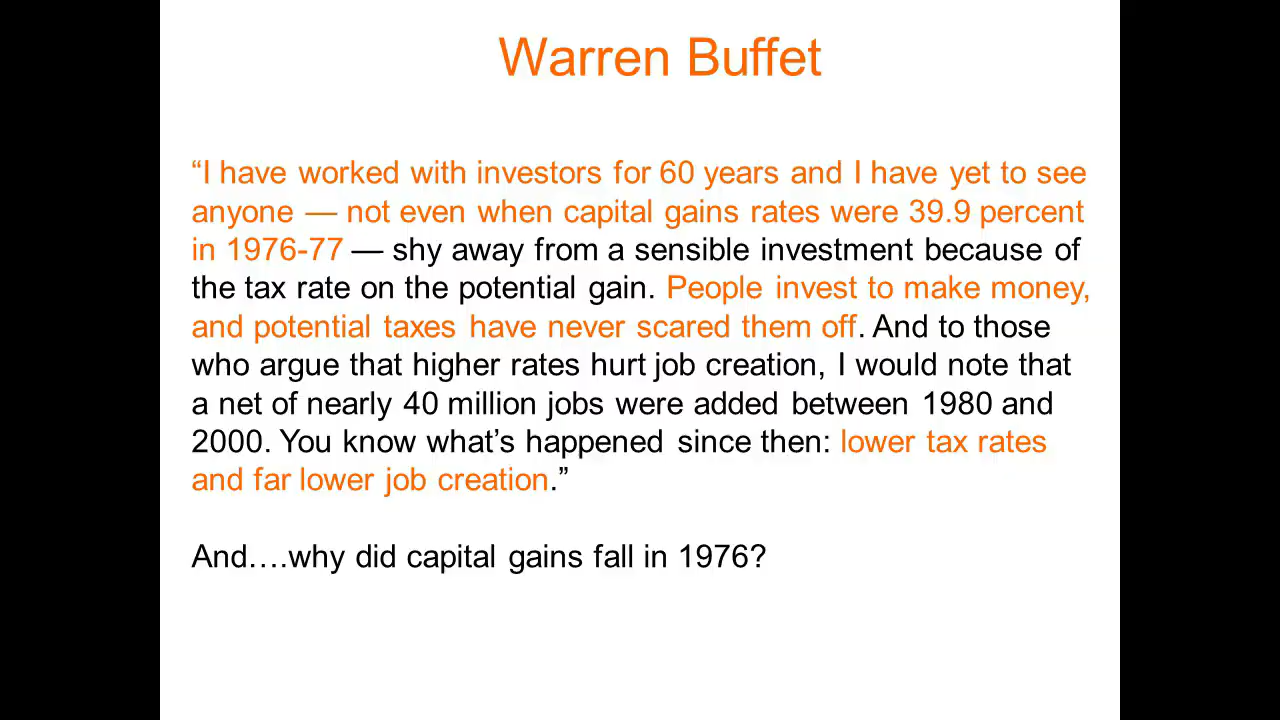 Warren Buffet
“I have worked with investors for 60 years and I have yet to see
anyone — not even when capital gains rates were 39.9 percent
in 1976-77 — shy away from a sensible investment because of
the tax rate on the potential gain. People invest to make money,
and potential taxes have never scared them off. And to those
who argue that higher rates hurt job creation, I would note that
a net of nearly 40 million jobs were added between 1980 and
2000. You know what’s happened since then: lower tax rates
and far lower job creation.”
And….why did capital gains fall in 1976?